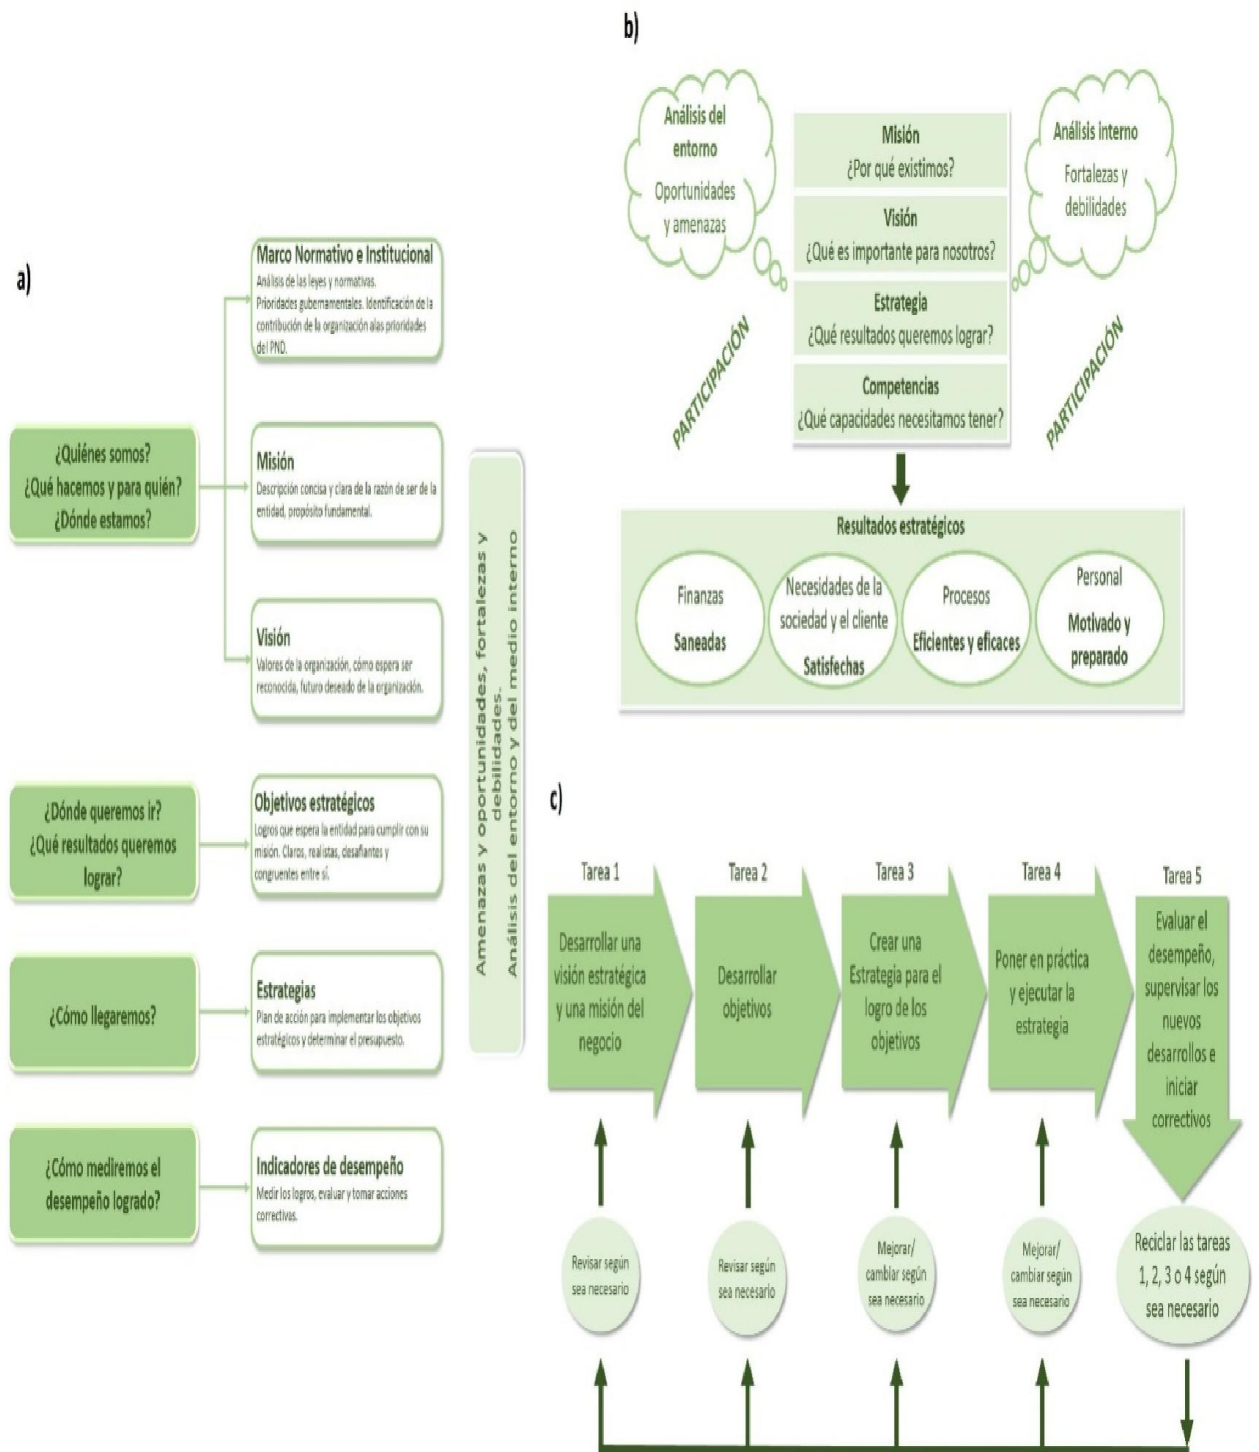 a)
¿Quiénes somos?
¿Qué hacemos y para quién?
¿Dónde estamos?
Marco Normativo e Institucional
Análisis de las leyes y normativas.
Prioridades gubernamentales. Identificación de la
contribución de la organización alas prioridades
del PND.
Misión
Descripción concisa y clara de la razón de ser de la
entidad, propósito fundamental.
Visión
Valores de la organización, cómo espera ser
reconocida, futuro deseado de la organización.
¿Dónde queremos ir?
¿Qué resultados queremos
lograr?
Objetivos estratégicos
Logros que espera la entidad para cumplir con su
misión. Claros, realistas, desafiantes y
congruentes entre sí.
¿Cómo llegaremos?
Estrategias
Plan de acción para implementar los objetivos
estratégicos y determinar el presupuesto.
¿Cómo mediremos el
desempeño logrado?
Indicadores de desempeño
Medir los logros, evaluar y tomar acciones
correctivas.
Amenazas y oportunidades, fortalezas y
debilidades.
Análisis del entorno y del medio interno
b)
Análisis del
entorno
Oportunidades
y amenazas
Misión
¿Por qué existimos?
Visión
¿Qué es importante para nosotros?
Estrategia
¿Qué resultados queremos lograr?
Competencias
¿Qué capacidades necesitamos tener?
Análisis interno
Fortalezas y
debilidades
PARTICIPACIÓN
PARTICIPACIÓN
Resultados estratégicos
Finanzas
Saneadas
Necesidades de la
sociedad y el cliente
Satisfechas
Procesos
Eficientes y eficaces
Personal
Motivado y
preparado
c)
Tarea 1
Desarrollar una
visión estratégica
y una misión del
negocio
Tarea 2
Desarrollar
objetivos
Tarea 3
Crear una
Estrategia para el
logro de los
objetivos
Tarea 4
Poner en práctica
y ejecutar la
estrategia
Tarea 5
Evaluar el
desempeño,
supervisar los
nuevos
desarrollos e
iniciar
correctivos
Revisar según
sea necesario
Revisar según
sea necesario
Mejorar/
cambiar según
sea necesario
Mejorar/
cambiar según
sea necesario
Reciclar las tareas
1, 2, 3 o 4 según
sea necesario